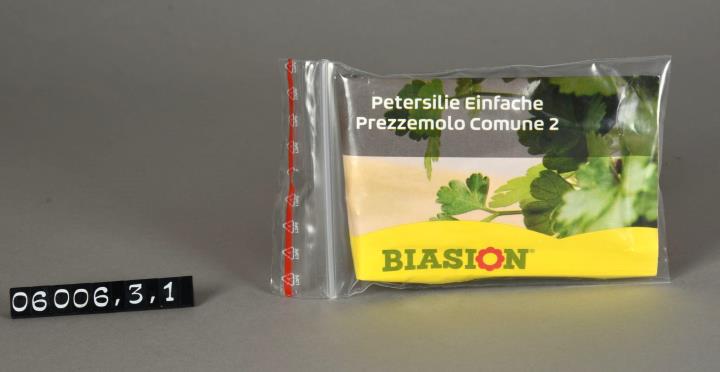 Petersilie Einfache
Prezzemolo Comune 2
BIASION®
06006,3,1